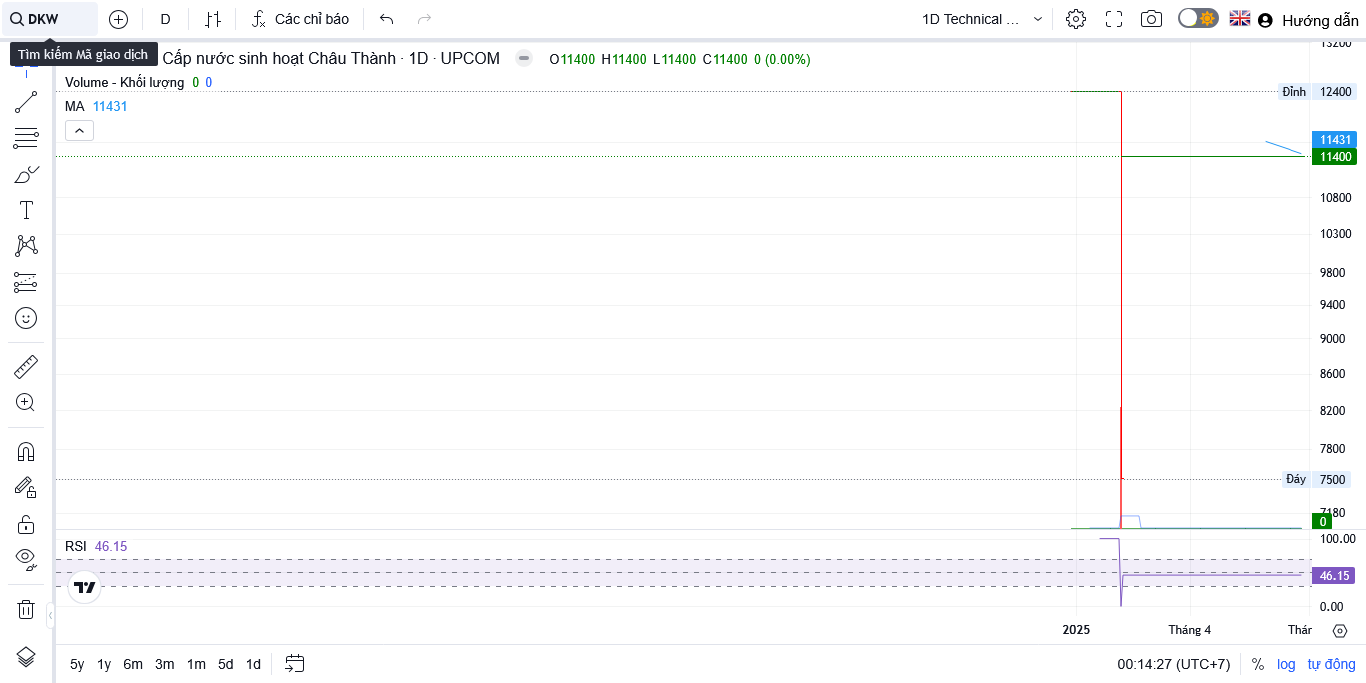 DKW
D
Các chỉ báo
1D Technical ...
Hướng dẫn
Tìm kiếm Mã giao dịch
Cấp nước sinh hoạt Châu Thành · 1D · UPCOM
O11400 H11400 L11400 C11400 0 (0.00%)
Volume - Khối lượng 0 0
MA 11431
13200
Đỉnh 12400
11431
11400
10800
10300
9800
9400
9000
8600
8200
7800
Đáy 7500
7180
0
RSI 46.15
100.00
46.15
0.00
2025 Tháng 4 Thár
5y 1y 6m 3m 1m 5d 1d
00:14:27 (UTC+7) % log tự động